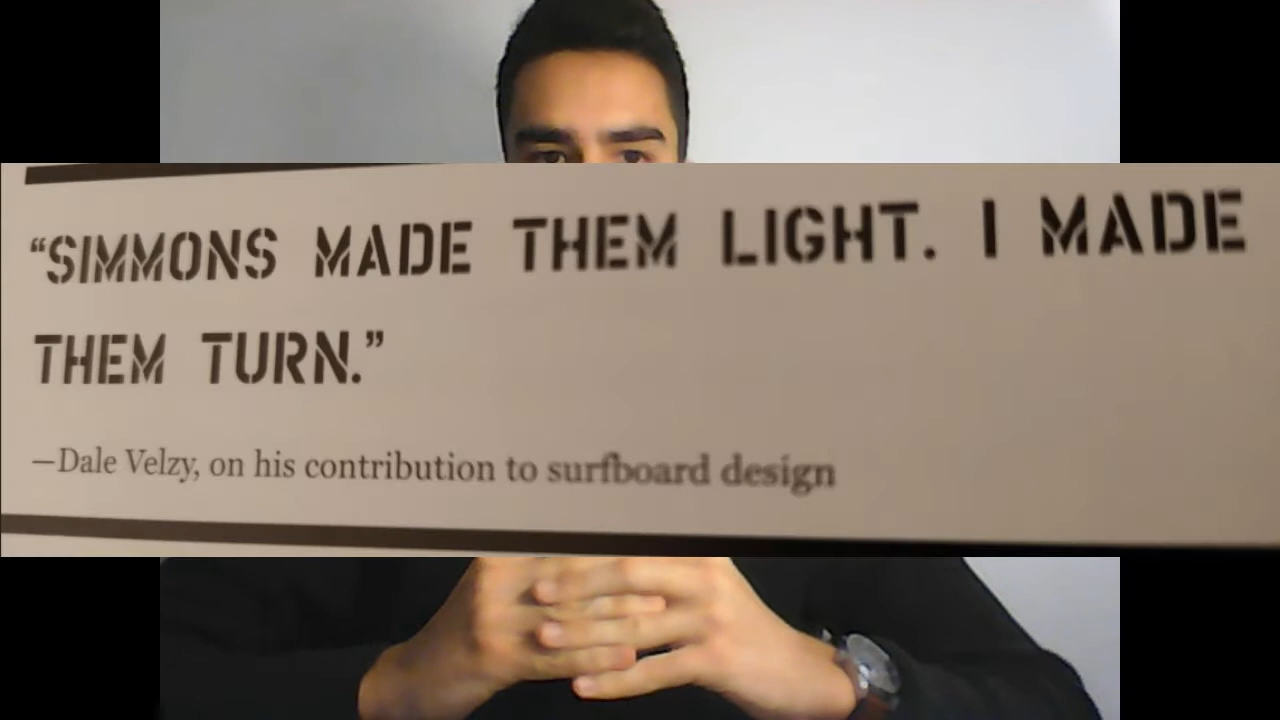 “SIMMONS MADE THEM LIGHT. I MADE
THEM TURN.”
—Dale Velzy, on his contribution to surfboard design